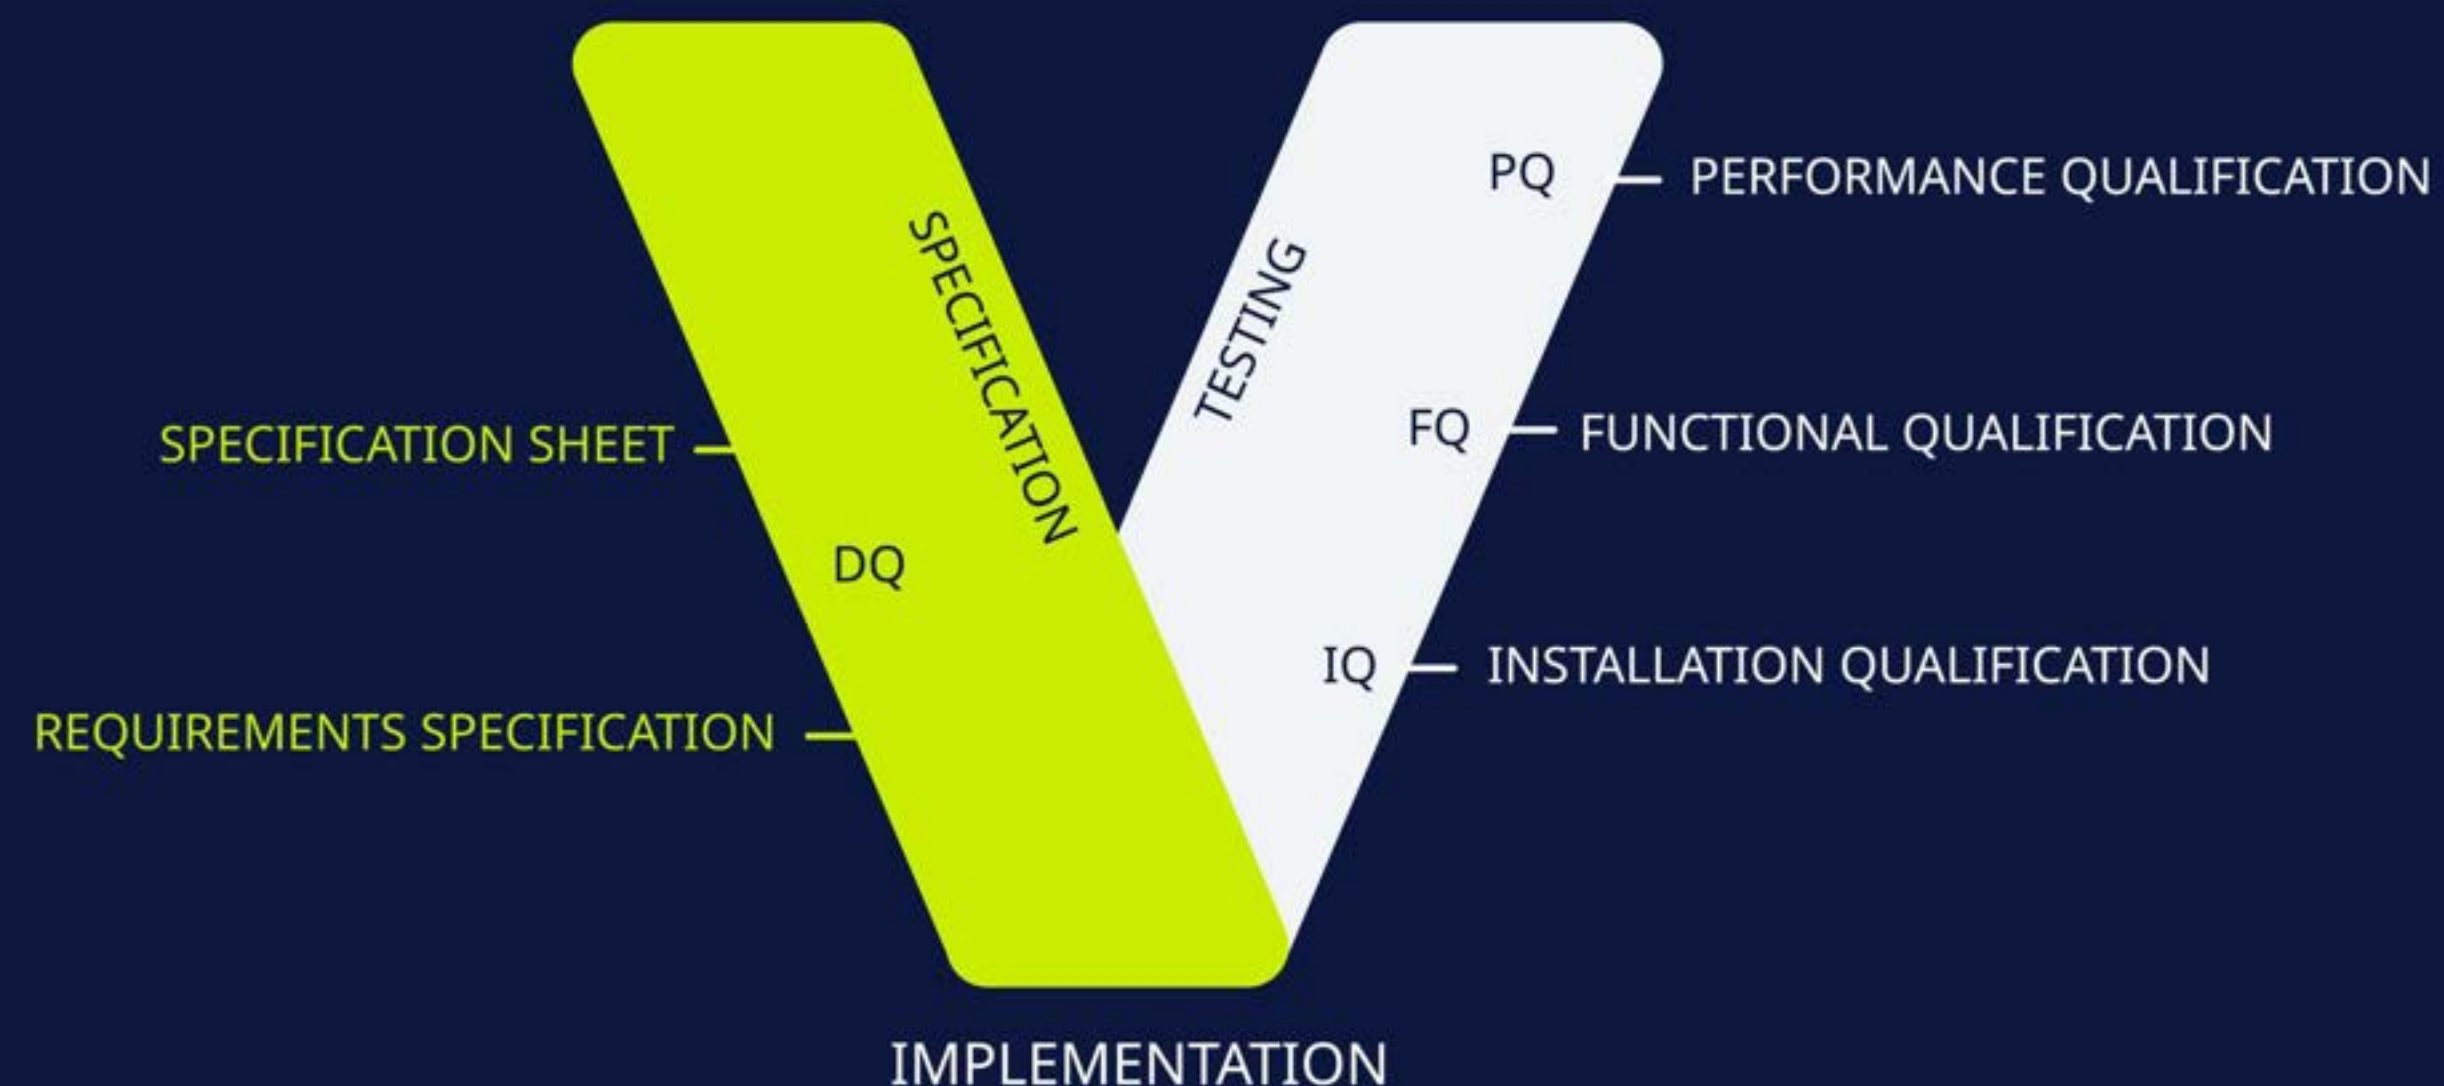 PQ
PERFORMANCE QUALIFICATION
SPECIFICATION
TESTING
SPECIFICATION SHEET
FQ
FUNCTIONAL QUALIFICATION
DQ
IQ
INSTALLATION QUALIFICATION
REQUIREMENTS SPECIFICATION
IMPLEMENTATION